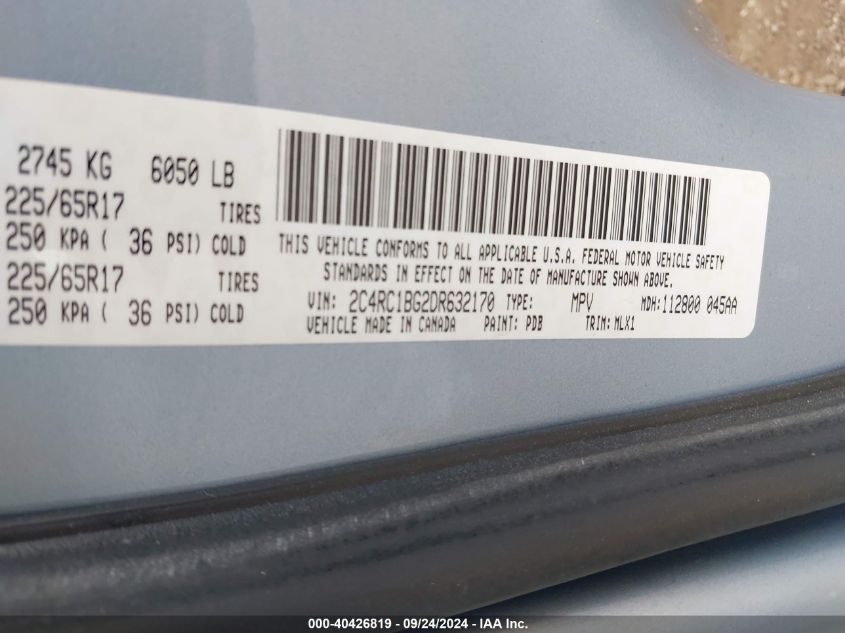 2745 KG 6050 LB
225/65R17 TIRES
250 KPA ( 36 PSI) COLD
225/65R17 TIRES
250 KPA ( 36 PSI) COLD
THIS VEHICLE CONFORMS TO ALL APPLICABLE U.S.A. FEDERAL MOTOR VEHICLE SAFETY
STANDARDS IN EFFECT ON THE DATE OF MANUFACTURE SHOWN ABOVE.
VIN: 2C4RC1BG2DR632170 TYPE: MPV MDH:112800 045AA
VEHICLE MADE IN CANADA PAINT: PDB TRIM: MLX1
000-40426819 - 09/24/2024 - IAA Inc.